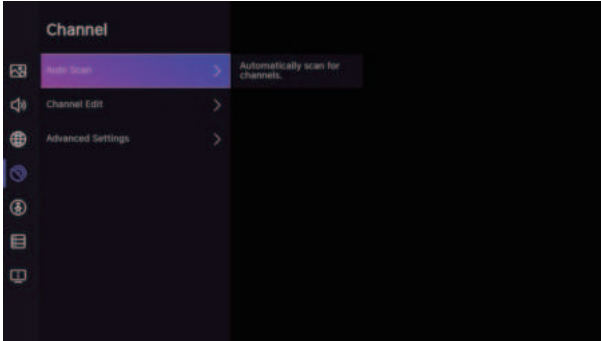 Channel
Auto Scan
Automatically scan for
channels.
Channel Edit
Advanced Settings